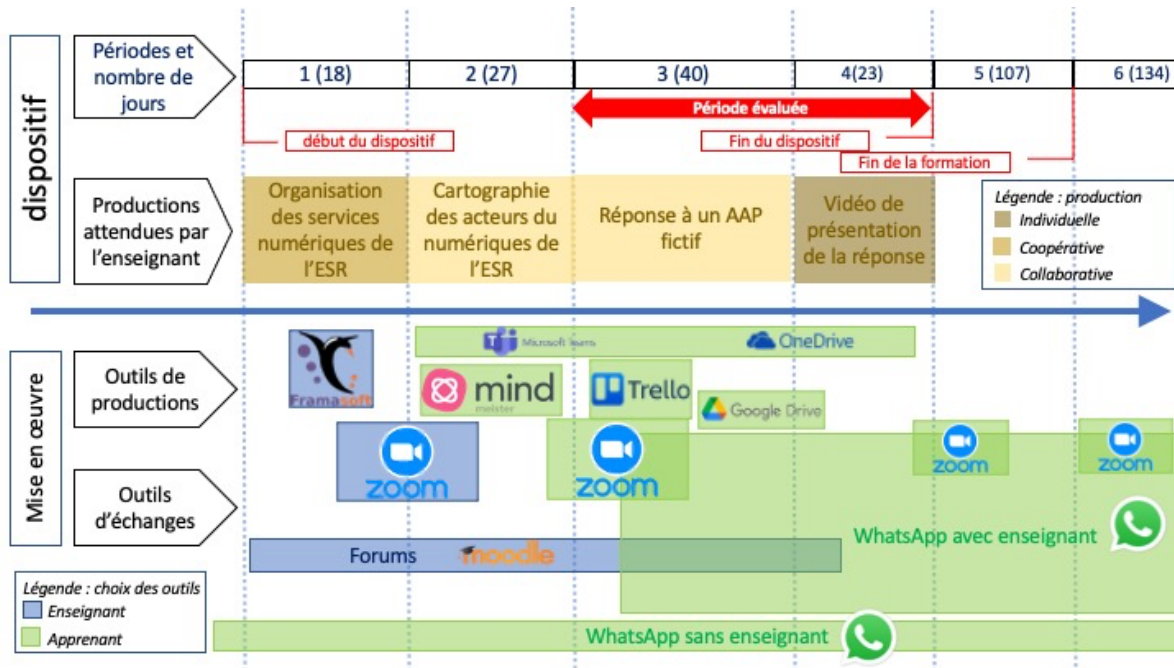 dispositif
Périodes et
nombre de
jours
1 (18)
2 (27)
3 (40)
4(23)
5 (107)
6 (134)
Période évaluée
début du dispositif
Fin du dispositif
Fin de la formation
Productions
attendues par
l'enseignant
Organisation
des services
numériques de
l'ESR
Cartographie
des acteurs du
numériques de
l'ESR
Réponse à un AAP
fictif
Vidéo de
présentation
de la réponse
Légende : production
Individuelle
Coopérative
Collaborative
Mise en œuvre
Outils de
productions
Framasoft
Microsoft Teams
OneDrive
mind
meister
Trello
Google Drive
Outils
d'échanges
zoom
zoom
zoom
zoom
WhatsApp avec enseignant
Forums
moodle
Légende : choix des outils
Enseignant
Apprenant
WhatsApp sans enseignant